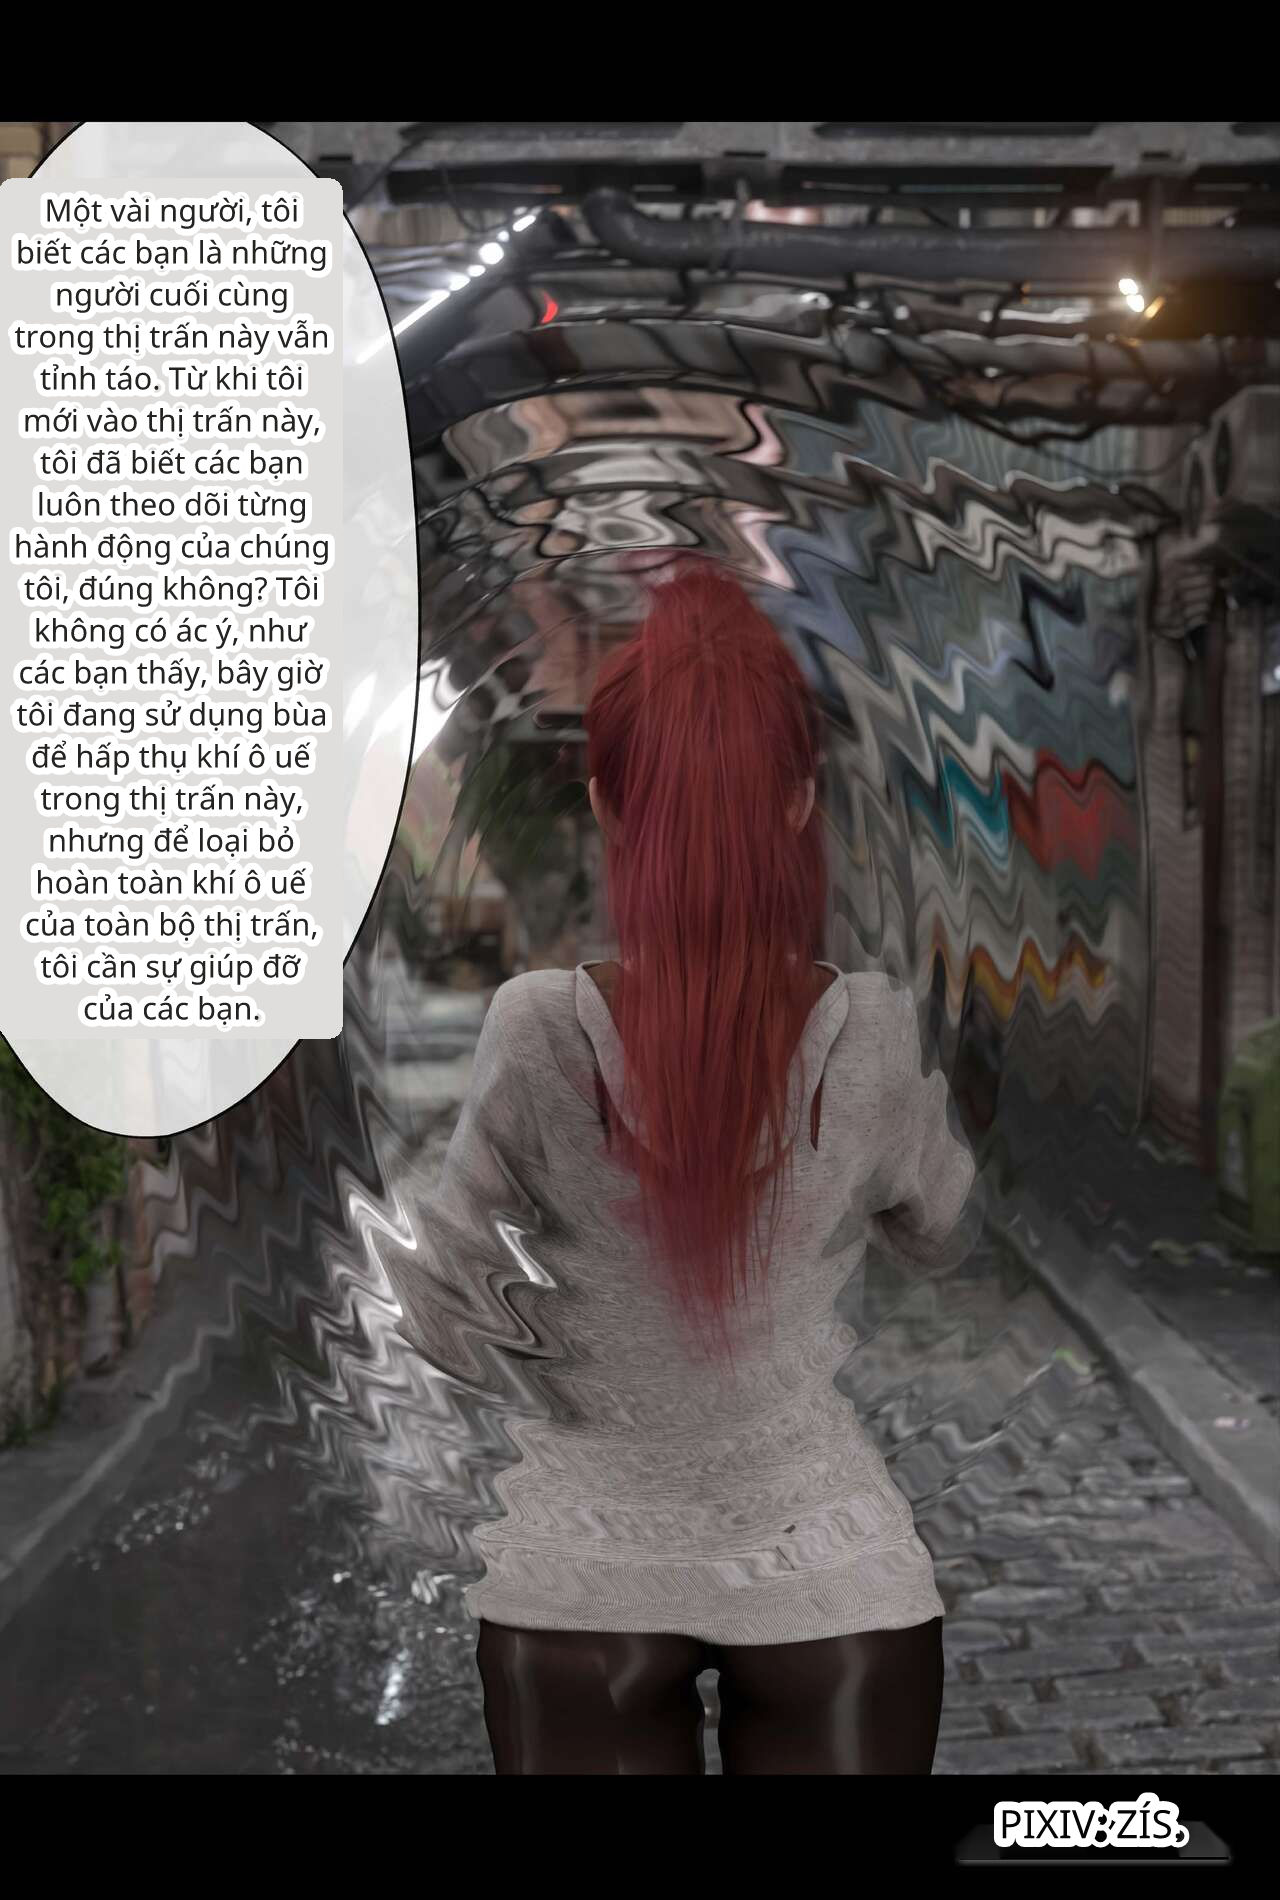 Một vài người, tôi
biết các bạn là những
người cuối cùng
trong thị trấn này vẫn
tỉnh táo. Từ khi tôi
mới vào thị trấn này,
tôi đã biết các bạn
luôn theo dõi từng
hành động của chúng
tôi, đúng không? Tôi
không có ác ý, như
các bạn thấy, bây giờ
tôi đang sử dụng bùa
để hấp thụ khí ô uế
trong thị trấn này,
nhưng để loại bỏ
hoàn toàn khí ô uế
của toàn bộ thị trấn,
tôi cần sự giúp đỡ
của các bạn.
PIXIV:ZÍS,